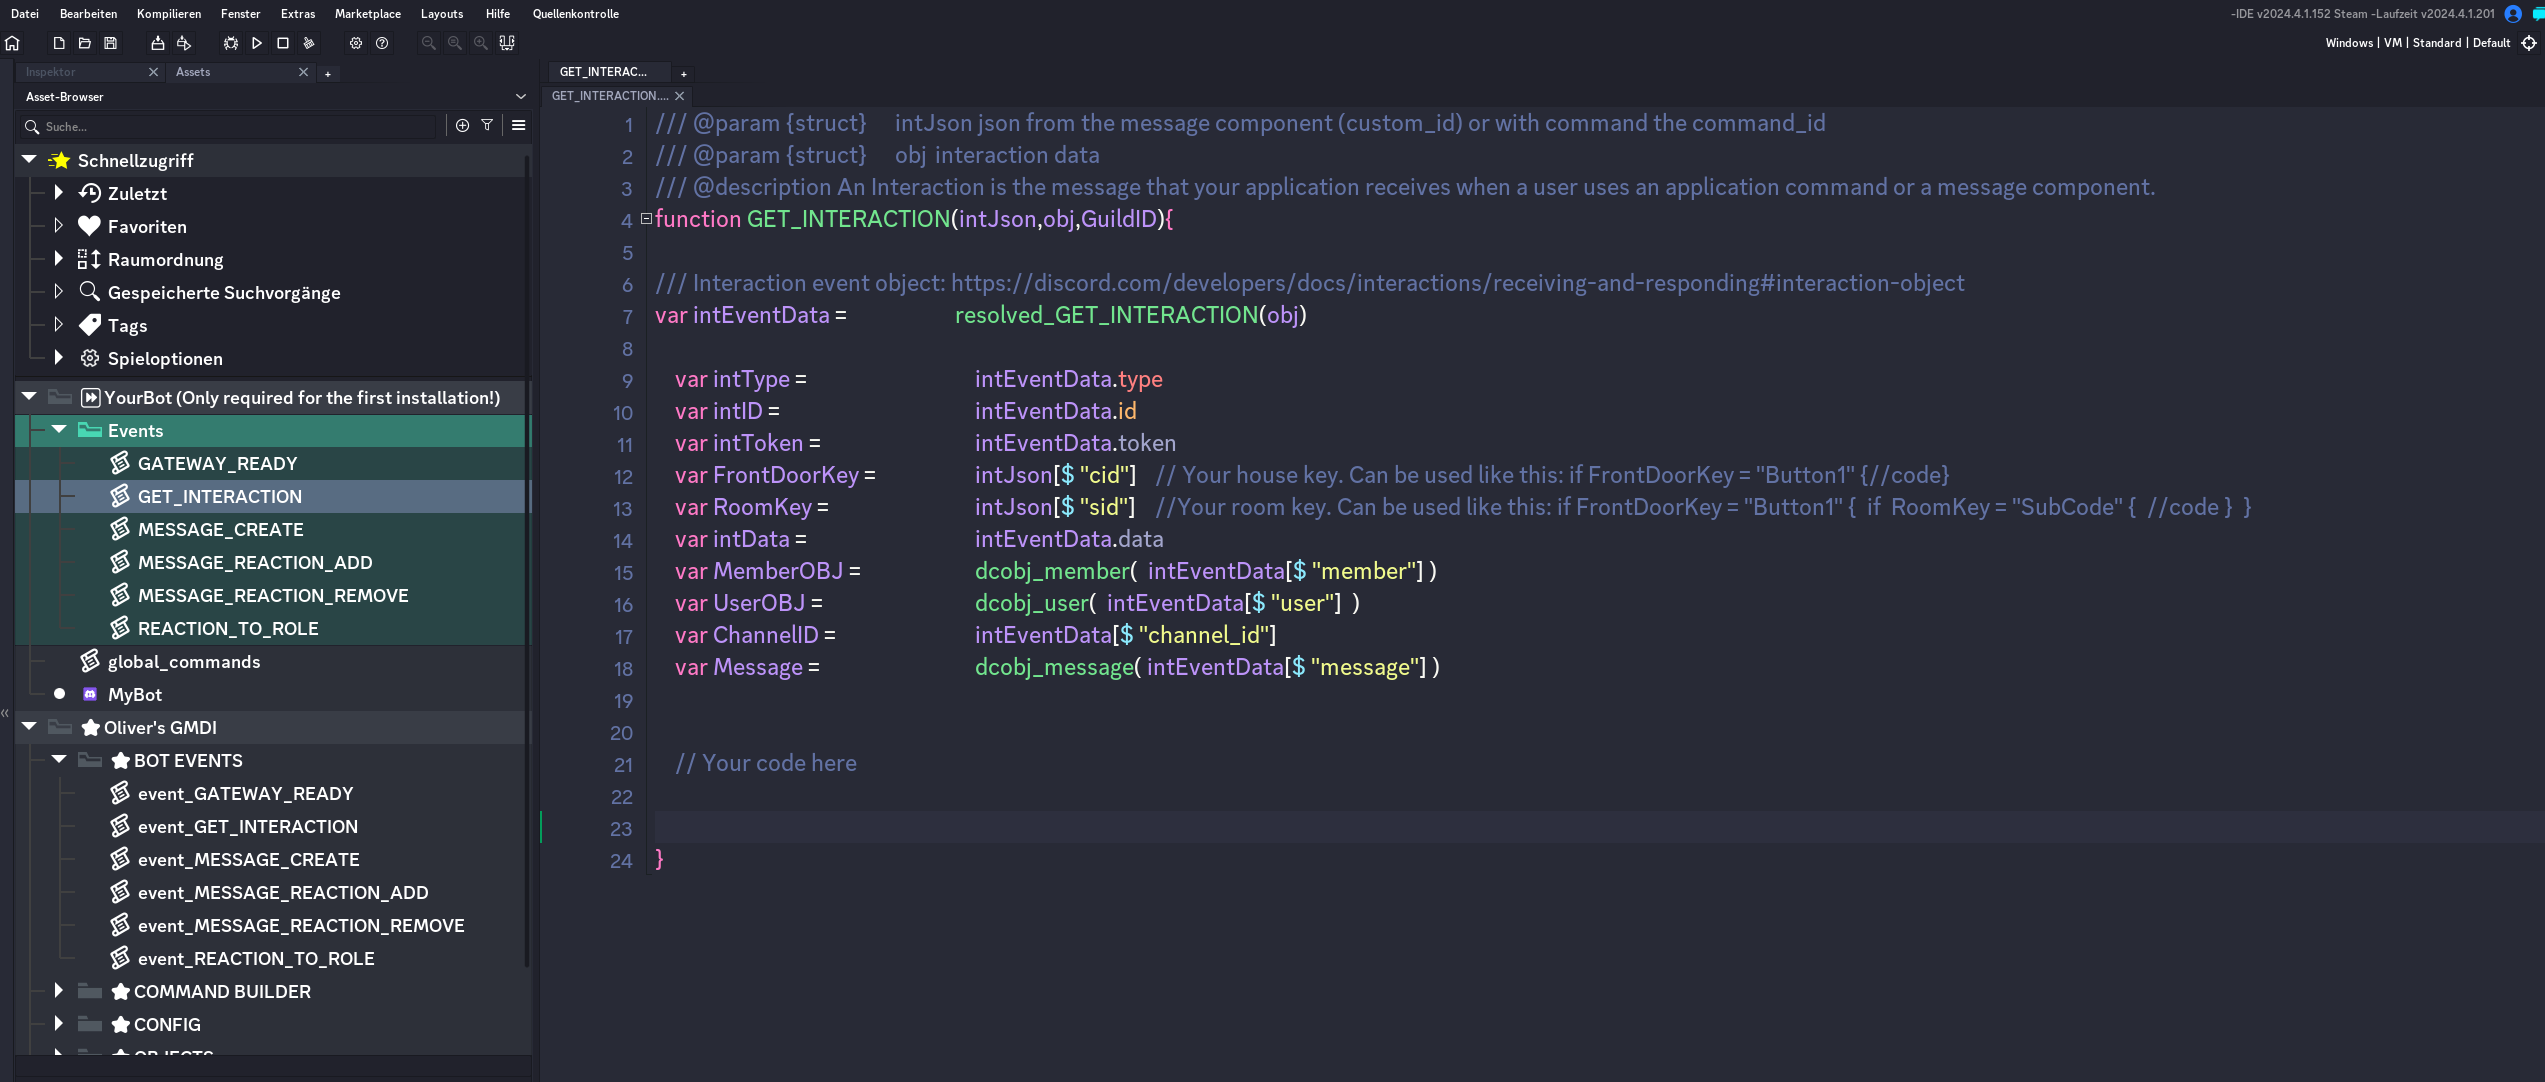 Datei Bearbeiten Kompilieren Fenster Extras Marketplace Layouts Hilfe Quellenkontrolle
-IDE v2024.4.1.152 Steam -Laufzeit v2024.4.1.201
Windows | VM | Standard | Default
Inspektor Assets +
Asset-Browser
Suche...
Schnellzugriff
Zuletzt
Favoriten
Raumordnung
Gespeicherte Suchvorgänge
Tags
Spieloptionen
YourBot (Only required for the first installation!)
Events
GATEWAY_READY
GET_INTERACTION
MESSAGE_CREATE
MESSAGE_REACTION_ADD
MESSAGE_REACTION_REMOVE
REACTION_TO_ROLE
global_commands
MyBot
Oliver's GMDI
BOT EVENTS
event_GATEWAY_READY
event_GET_INTERACTION
event_MESSAGE_CREATE
event_MESSAGE_REACTION_ADD
event_MESSAGE_REACTION_REMOVE
event_REACTION_TO_ROLE
COMMAND BUILDER
CONFIG
OBJECTS
GET_INTERAC... +
GET_INTERACTION....
1 /// @param {struct} intJson json from the message component (custom_id) or with command the command_id
2 /// @param {struct} obj interaction data
3 /// @description An Interaction is the message that your application receives when a user uses an application command or a message component.
4 function GET_INTERACTION(intJson,obj,GuildID){
5
6 /// Interaction event object: https://discord.com/developers/docs/interactions/receiving-and-responding#interaction-object
7 var intEventData = resolved_GET_INTERACTION(obj)
8
9 var intType = intEventData.type
10 var intID = intEventData.id
11 var intToken = intEventData.token
12 var FrontDoorKey = intJson[$ "cid"] // Your house key. Can be used like this: if FrontDoorKey = "Button1" {//code}
13 var RoomKey = intJson[$ "sid"] //Your room key. Can be used like this: if FrontDoorKey = "Button1" { if RoomKey = "SubCode" { //code } }
14 var intData = intEventData.data
15 var MemberOBJ = dcobj_member( intEventData[$ "member"] )
16 var UserOBJ = dcobj_user( intEventData[$ "user"] )
17 var ChannelID = intEventData[$ "channel_id"]
18 var Message = dcobj_message( intEventData[$ "message"] )
19
20
21 // Your code here
22
23
24 }